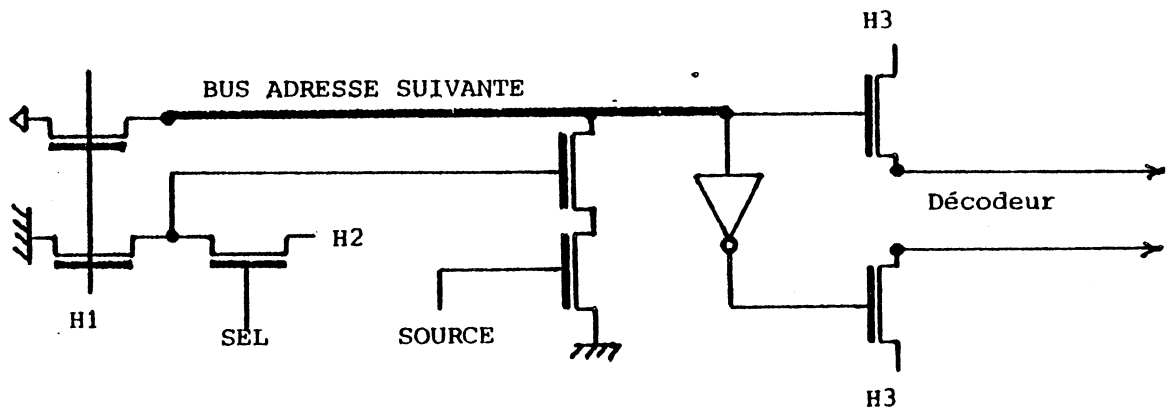 H3
BUS ADRESSE SUIVANTE
Décodeur
H2
H1
SEL
SOURCE
H3